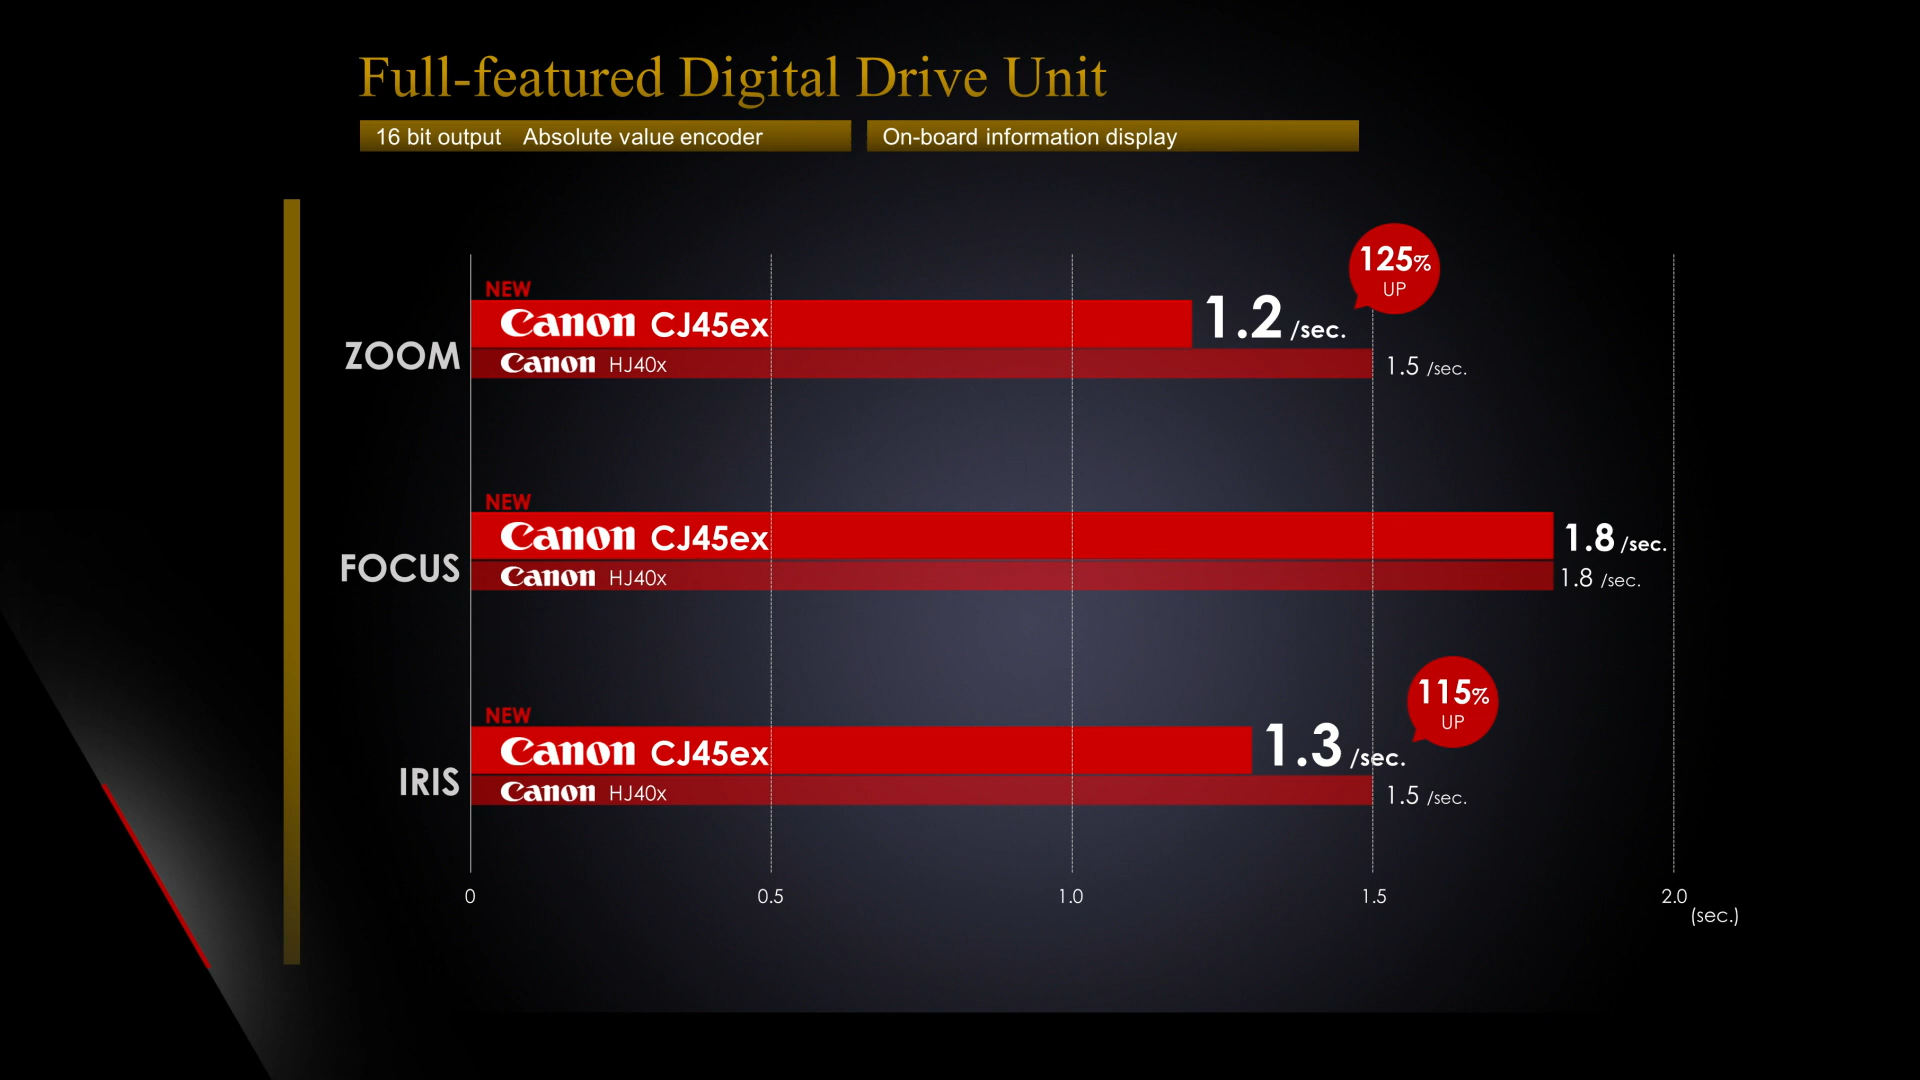 Full-featured Digital Drive Unit
16 bit output Absolute value encoder
On-board information display
125% UP
NEW
Canon CJ45ex 1.2 /sec.
ZOOM
Canon HJ40x 1.5 /sec.
NEW
Canon CJ45ex 1.8 /sec.
FOCUS
Canon HJ40x 1.8 /sec.
115% UP
NEW
Canon CJ45ex 1.3 /sec.
IRIS
Canon HJ40x 1.5 /sec.
0 0.5 1.0 1.5 2.0
(sec.)